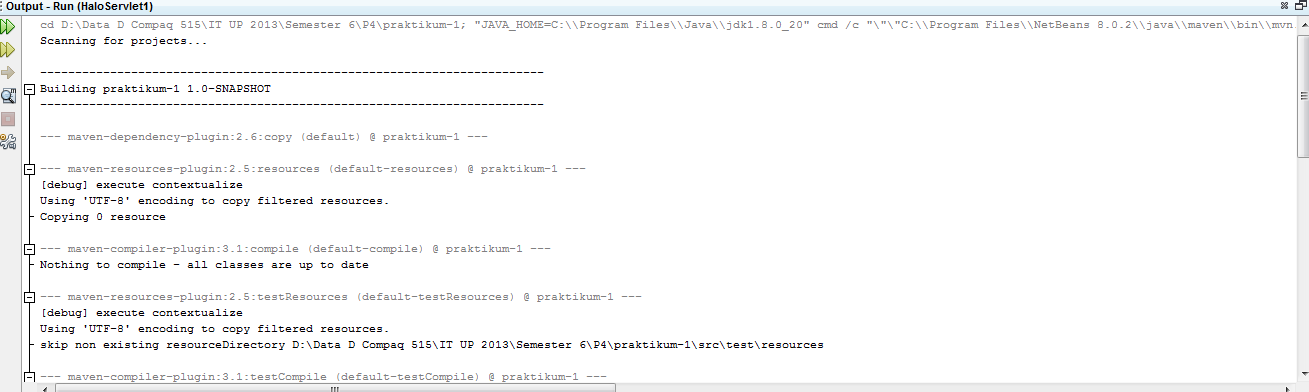 Output - Run (HaloServlet1)
cd D:\Data D Compaq 515\IT UP 2013\Semester 6\P4\praktikum-1; "JAVA_HOME=C:\\Program Files\\Java\\jdk1.8.0_20" cmd /c "\"\"C:\\Program Files\\NetBeans 8.0.2\\java\\maven\\bin\\mvn
Scanning for projects...
------------------------------------------------------------------------
Building praktikum-1 1.0-SNAPSHOT
------------------------------------------------------------------------
--- maven-dependency-plugin:2.6:copy (default) @ praktikum-1 ---
--- maven-resources-plugin:2.5:resources (default-resources) @ praktikum-1 ---
[debug] execute contextualize
Using 'UTF-8' encoding to copy filtered resources.
Copying 0 resource
--- maven-compiler-plugin:3.1:compile (default-compile) @ praktikum-1 ---
Nothing to compile - all classes are up to date
--- maven-resources-plugin:2.5:testResources (default-testResources) @ praktikum-1 ---
[debug] execute contextualize
Using 'UTF-8' encoding to copy filtered resources.
skip non existing resourceDirectory D:\Data D Compaq 515\IT UP 2013\Semester 6\P4\praktikum-1\src\test\resources
--- maven-compiler-plugin:3.1:testCompile (default-testCompile) @ praktikum-1 ---